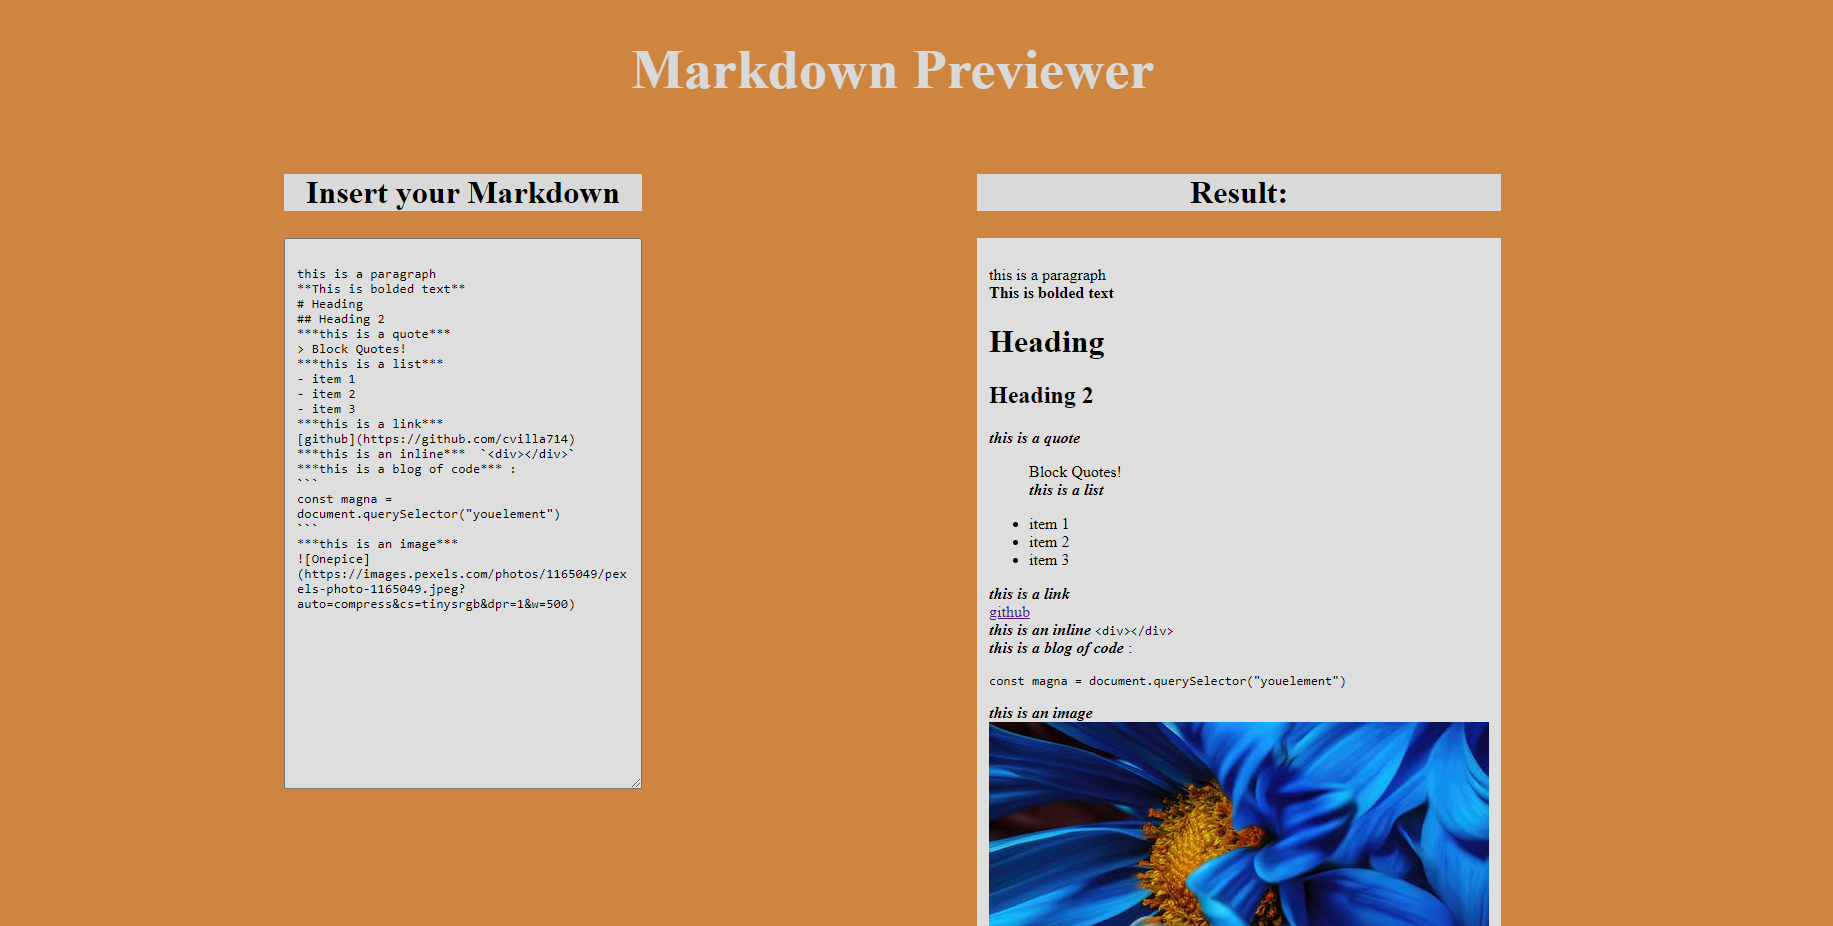 Markdown Previewer
Insert your Markdown
this is a paragraph
**This is bolded text**
# Heading
## Heading 2
***this is a quote***
> Block Quotes!
***this is a list***
- item 1
- item 2
- item 3
***this is a link***
[github](https://github.com/cvilla714)
***this is an inline***  `<div></div>`
***this is a blog of code*** :
```
const magna =
document.querySelector("youelement")
```
***this is an image***
![Onepice]
(https://images.pexels.com/photos/1165049/pex
els-photo-1165049.jpeg?
auto=compress&cs=tinysrgb&dpr=1&w=500)
Result:
this is a paragraph
This is bolded text
Heading
Heading 2
this is a quote
Block Quotes!
this is a list
• item 1
• item 2
• item 3
this is a link
github
this is an inline <div></div>
this is a blog of code :
const magna = document.querySelector("youelement")
this is an image